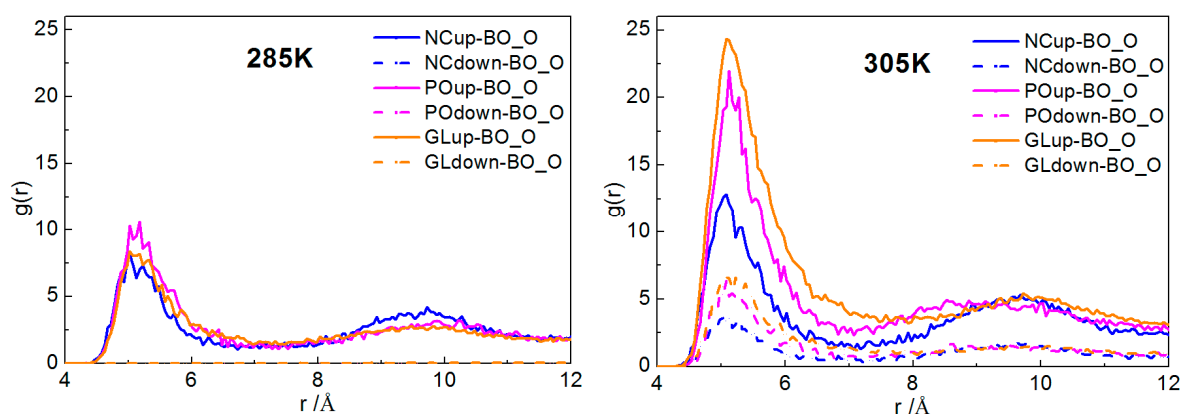 285K
NCup-BO_O
NCdown-BO_O
POup-BO_O
POdown-BO_O
GLup-BO_O
GLdown-BO_O
25
20
15
10
5
0
g(r)
4
6
8
10
12
r /Å
305K
NCup-BO_O
NCdown-BO_O
POup-BO_O
POdown-BO_O
GLup-BO_O
GLdown-BO_O
25
20
15
10
5
0
g(r)
4
6
8
10
12
r /Å